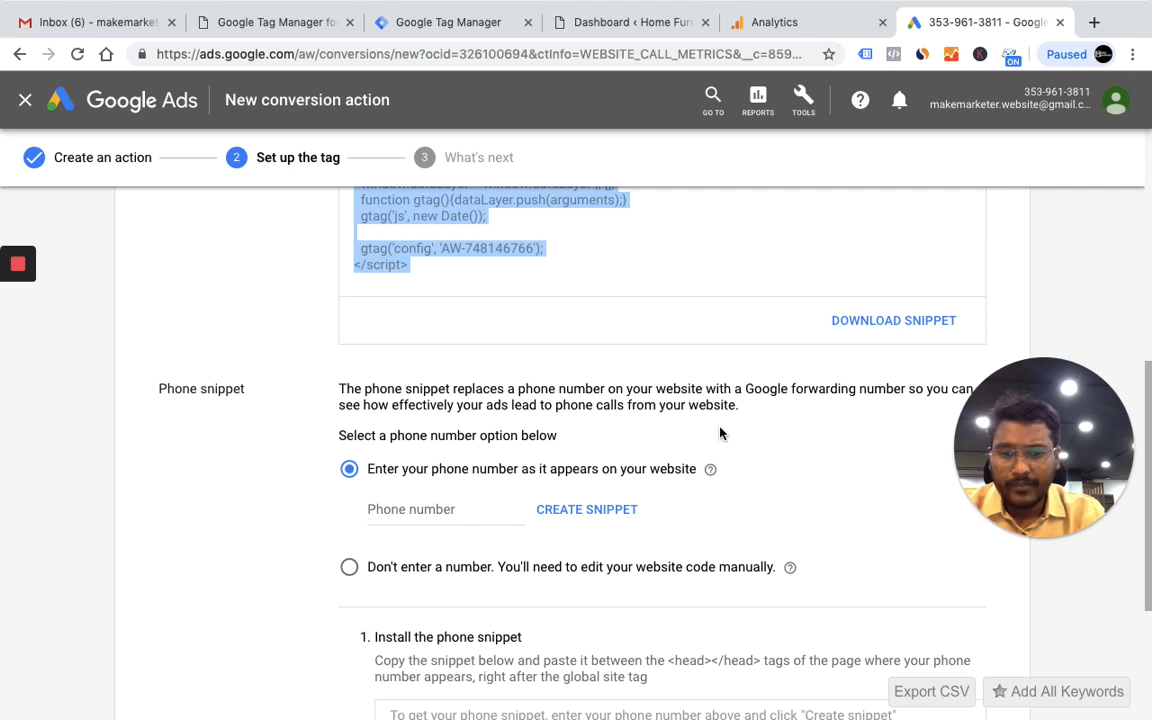 Inbox (0) - makemarket
Google Tag Manager fo
Google Tag Manager
Dashboard ‹ Home Fur
Analytics
353-961-3811 - Google
https://ads.google.com/aw/conversions/new?ocid=326100694&ctInfo=WEBSITE_CALL_METRICS&__c=859...
ON
Paused
Google Ads
New conversion action
GO TO
REPORTS
TOOLS
353-961-3811
makemarketer.website@gmail.c...
Create an action
2 Set up the tag
3 What's next
window.dataLayer = window.dataLayer || [];
function gtag(){dataLayer.push(arguments);}
gtag('js', new Date());
gtag('config', 'AW-748146766');
</script>
DOWNLOAD SNIPPET
Phone snippet
The phone snippet replaces a phone number on your website with a Google forwarding number so you can
see how effectively your ads lead to phone calls from your website.
Select a phone number option below
Enter your phone number as it appears on your website
Phone number
CREATE SNIPPET
Don't enter a number. You'll need to edit your website code manually.
1. Install the phone snippet
Copy the snippet below and paste it between the <head></head> tags of the page where your phone
number appears, right after the global site tag
Export CSV
Add All Keywords
To get your phone snippet, enter your phone number above and click "Create snippet"